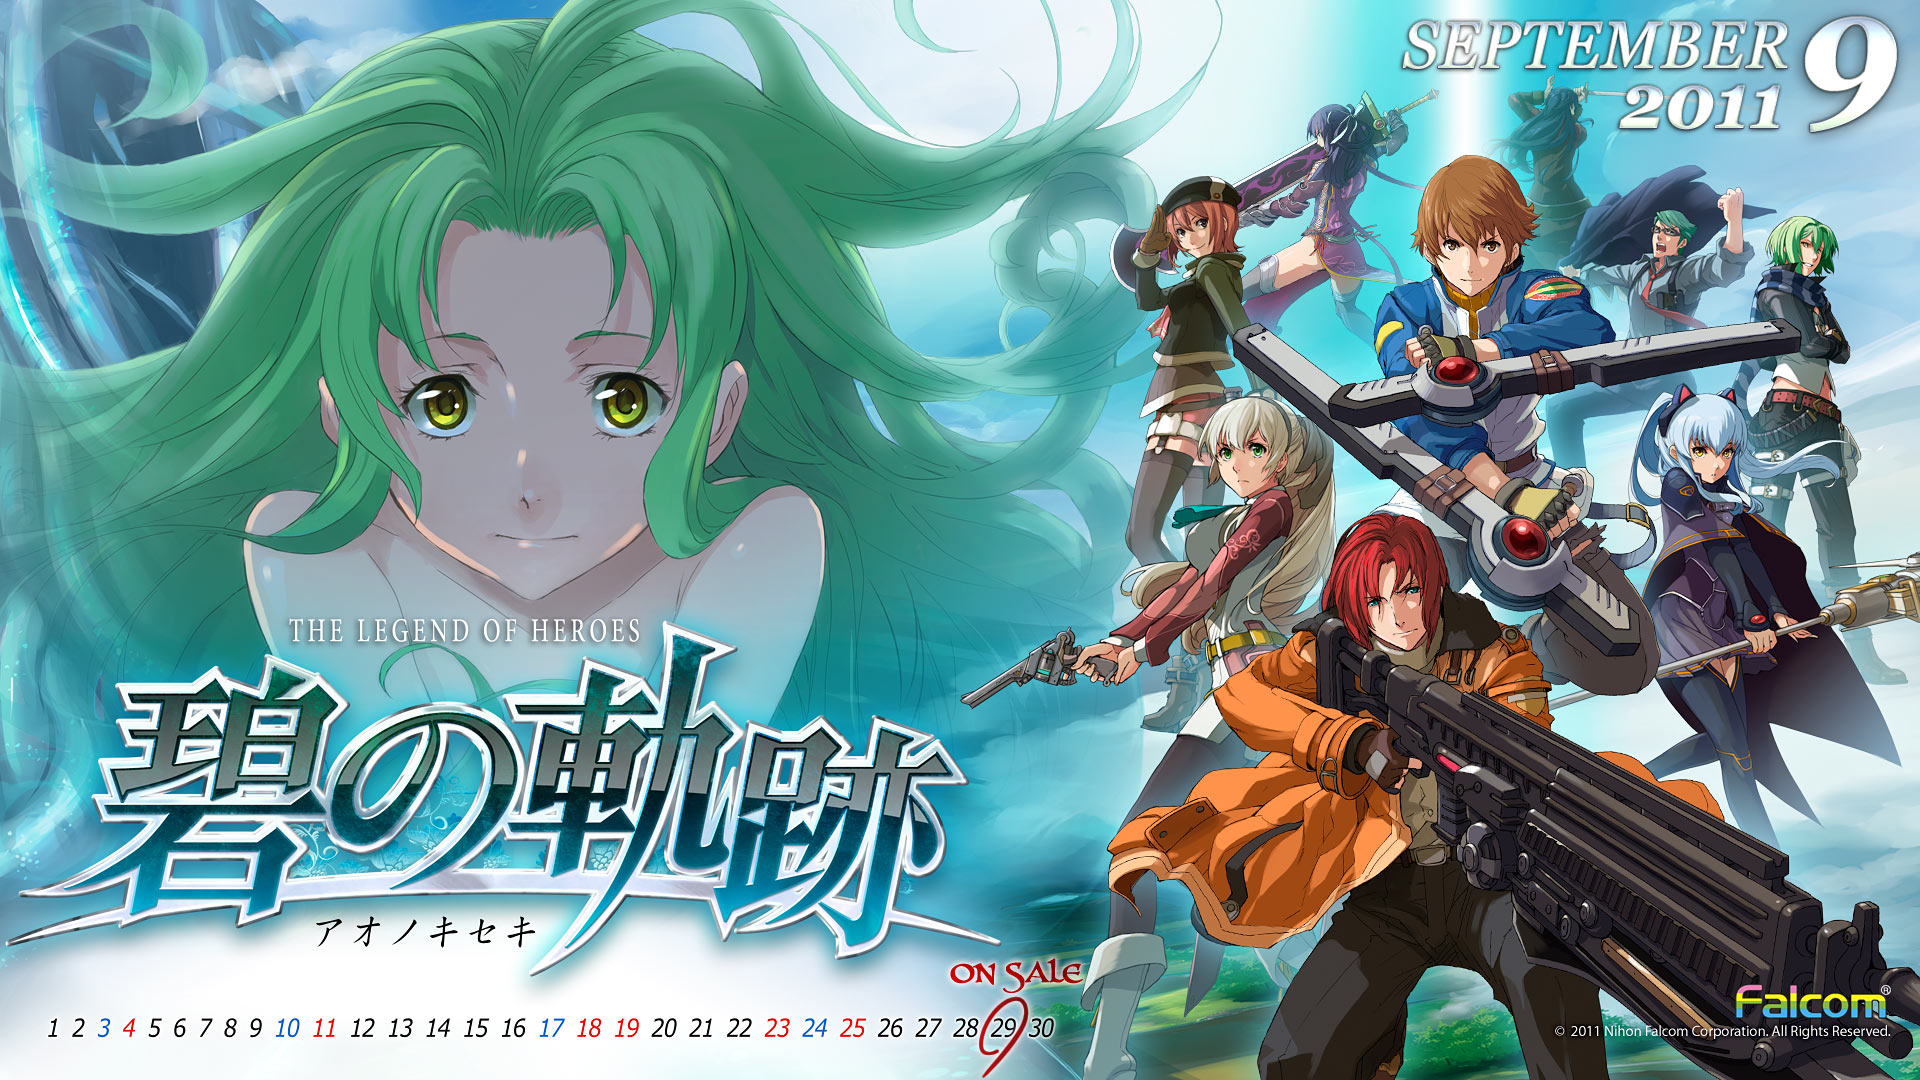 SEPTEMBER 9
2011
THE LEGEND OF HEROES
碧の軌跡
アオノキセキ
ON SALE
1 2 3 4 5 6 7 8 9 10 11 12 13 14 15 16 17 18 19 20 21 22 23 24 25 26 27 28 29 30
Falcom®
© 2011 Nihon Falcom Corporation. All Rights Reserved.